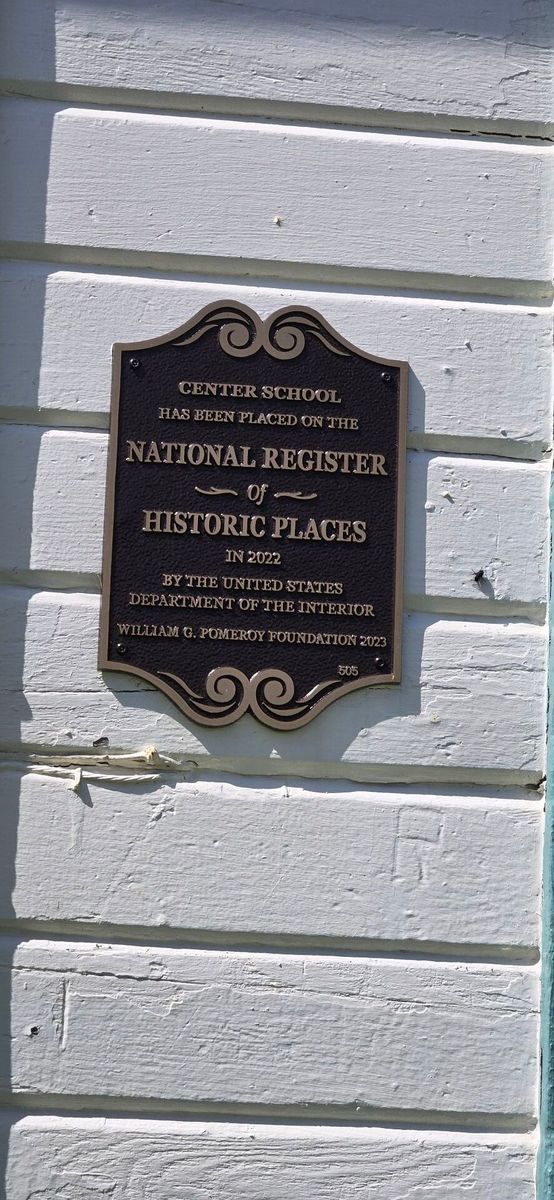 CENTER SCHOOL
HAS BEEN PLACED ON THE
NATIONAL REGISTER
of
HISTORIC PLACES
IN 2022
BY THE UNITED STATES
DEPARTMENT OF THE INTERIOR
WILLIAM G. POMEROY FOUNDATION 2023
505